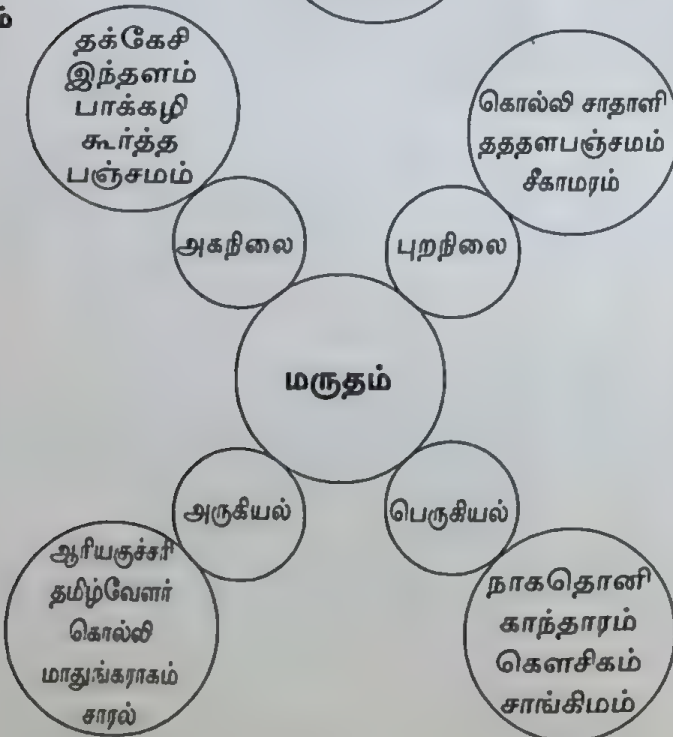 ம்
தக்கேசி
இந்தளம்
பாக்கழி
கூர்த்த
பஞ்சமம்
கொல்லி சாதாளி
தததளபஞ்சமம்
சீகாமரம்
அகநிலை
புறநிலை
மருதம்
அருகியல்
பெருகியல்
ஆரியகுச்சரி
தமிழ்வேளர்
கொல்லி
மாதுங்கராகம்
சாரல்
நாகதொனி
காந்தாரம்
கௌசிகம்
சாங்கிமம்